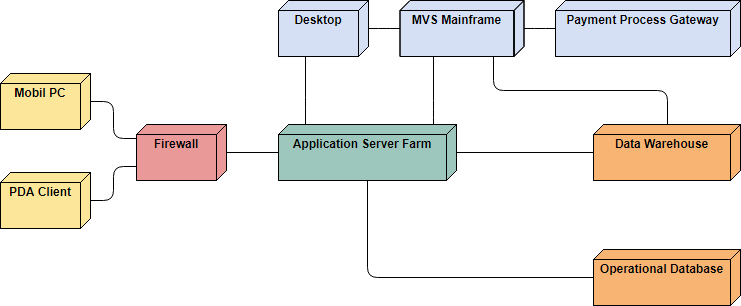 Desktop
MVS Mainframe
Payment Process Gateway
Mobil PC
Firewall
Application Server Farm
Data Warehouse
PDA Client
Operational Database